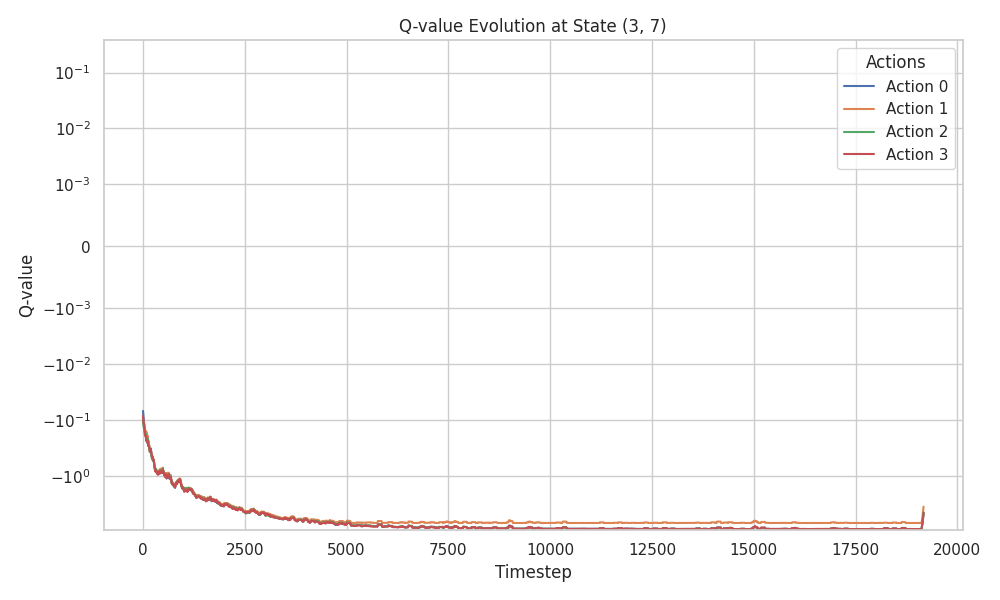 Q-value Evolution at State (3, 7)
Actions
Action 0
Action 1
Action 2
Action 3
10⁻¹
10⁻²
10⁻³
0
−10⁻³
−10⁻²
−10⁻¹
−10⁰
Q-value
0 2500 5000 7500 10000 12500 15000 17500 20000
Timestep